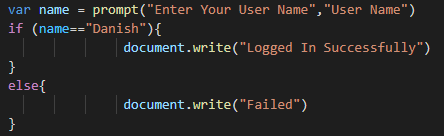 var name = prompt("Enter Your User Name","User Name")
if (name=="Danish"){
document.write("Logged In Successfully")
}
else{
document.write("Failed")
}